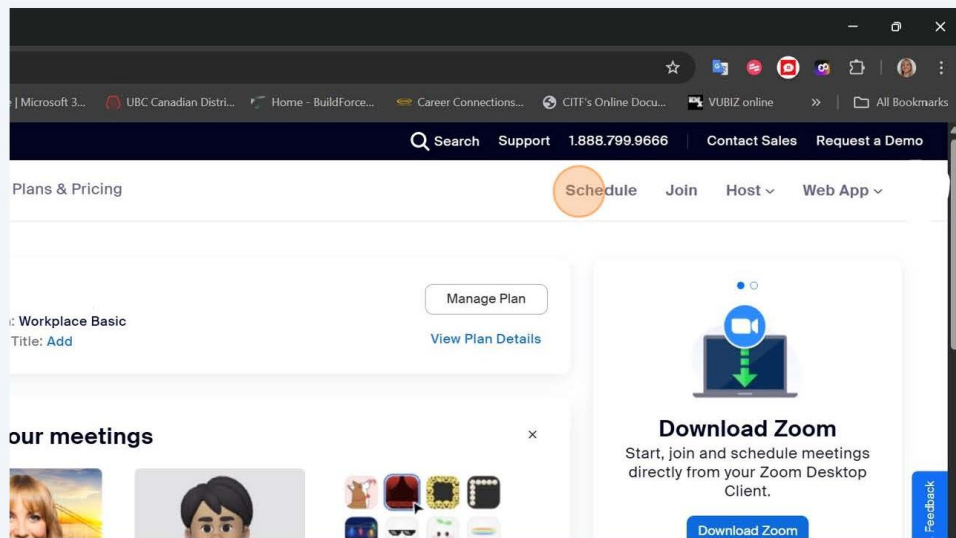 | Microsoft 3... UBC Canadian Distri... Home - BuildForce... Career Connections... CITF's Online Docu... VUBIZ online » All Bookmarks
Search Support 1.888.799.9666 Contact Sales Request a Demo
Plans & Pricing Schedule Join Host Web App
Manage Plan
: Workplace Basic
Title: Add
View Plan Details
our meetings
Download Zoom
Start, join and schedule meetings
directly from your Zoom Desktop
Client.
Download Zoom
Feedback